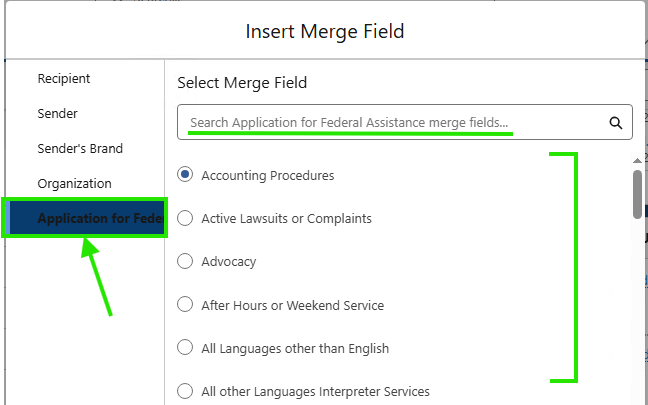 Insert Merge Field
Recipient
Sender
Sender's Brand
Organization
Application for Fede
Select Merge Field
Search Application for Federal Assistance merge fields...
Accounting Procedures
Active Lawsuits or Complaints
Advocacy
After Hours or Weekend Service
All Languages other than English
All other Languages Interpreter Services